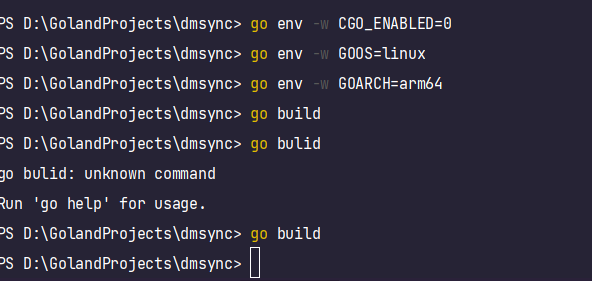 PS D:\GolandProjects\dmsync> go env -w CGO_ENABLED=0
PS D:\GolandProjects\dmsync> go env -w GOOS=linux
PS D:\GolandProjects\dmsync> go env -w GOARCH=arm64
PS D:\GolandProjects\dmsync> go build
PS D:\GolandProjects\dmsync> go bulid
go bulid: unknown command
Run 'go help' for usage.
PS D:\GolandProjects\dmsync> go build
PS D:\GolandProjects\dmsync>